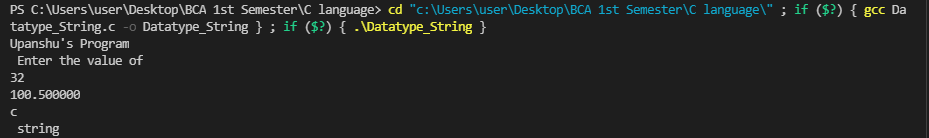 PS C:\Users\user\Desktop\BCA 1st Semester\C language> cd "c:\Users\user\Desktop\BCA 1st Semester\C language\" ; if ($?) { gcc Da
tatype_String.c -o Datatype_String } ; if ($?) { .\Datatype_String }
Upanshu's Program
 Enter the value of
32
100.500000
c
 string